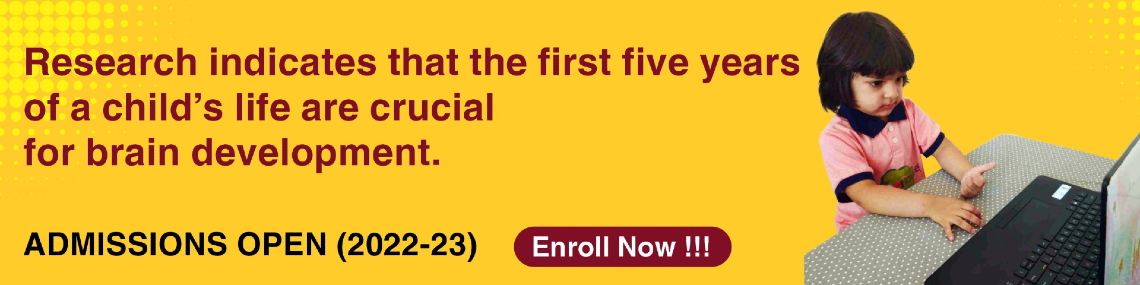 Research indicates that the first five years
of a child’s life are crucial
for brain development.
ADMISSIONS OPEN (2022-23)
Enroll Now !!!